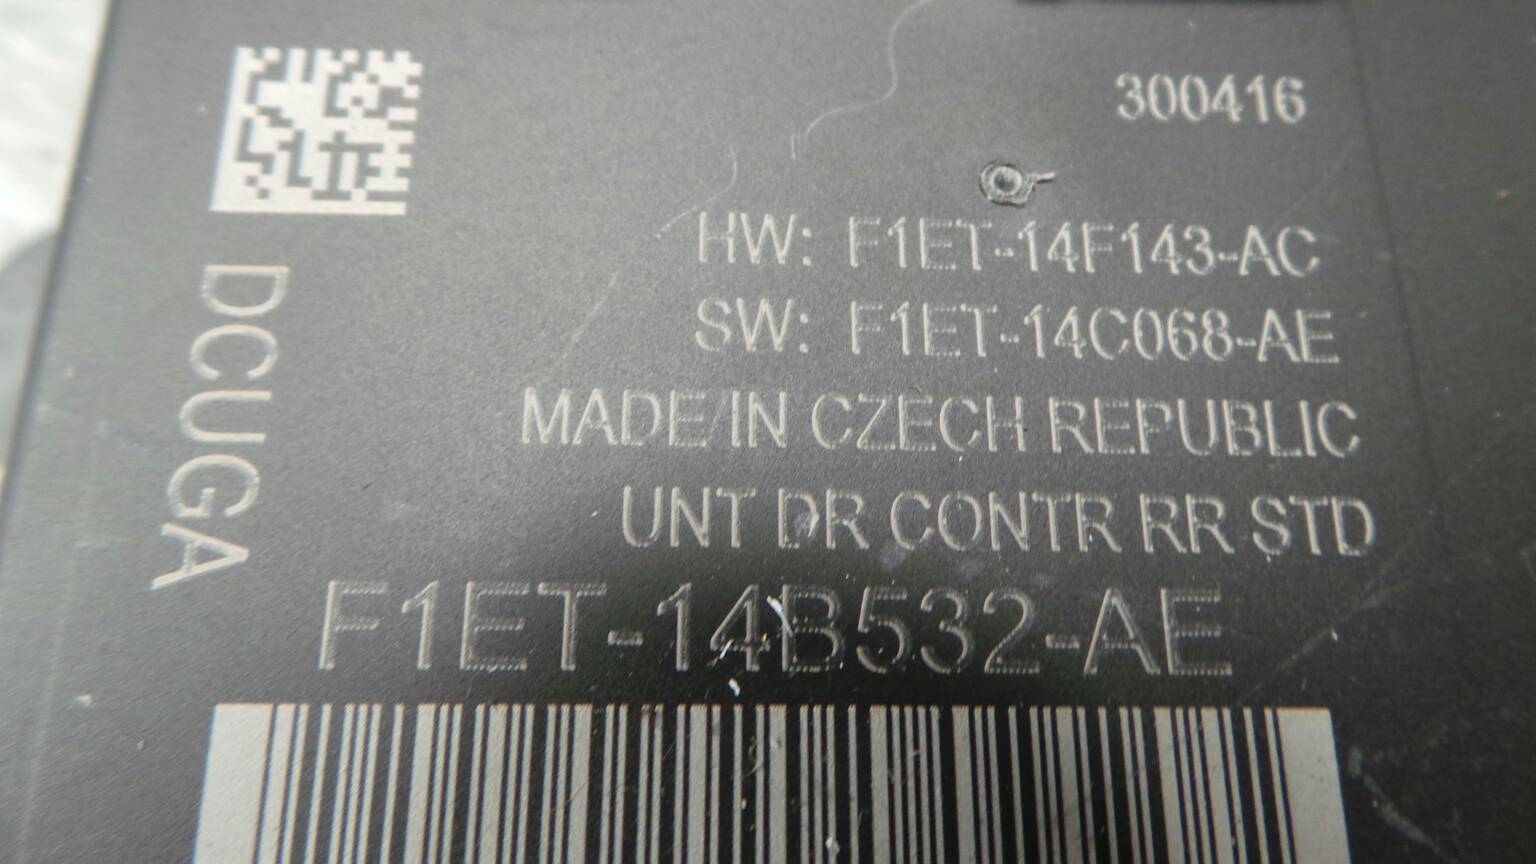 300416
HW: F1ET-14F143-AC
SW: F1ET-14C068-AE
MADE IN CZECH REPUBLIC
UNT DR CONTR RR STD
F1ET-14B532-AE
DCUGA